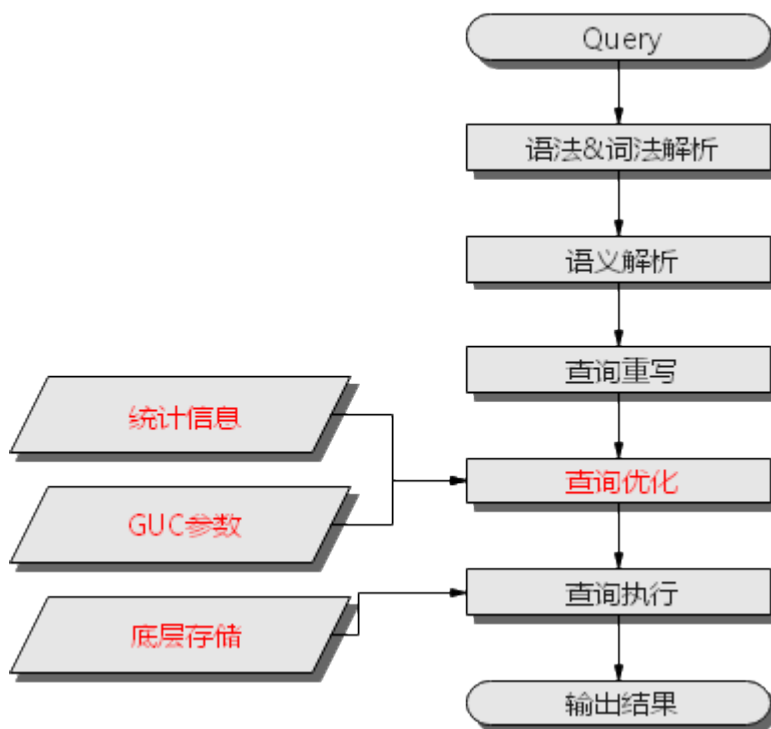 Query
语法&词法解析
语义解析
查询重写
统计信息
查询优化
GUC参数
查询执行
底层存储
输出结果